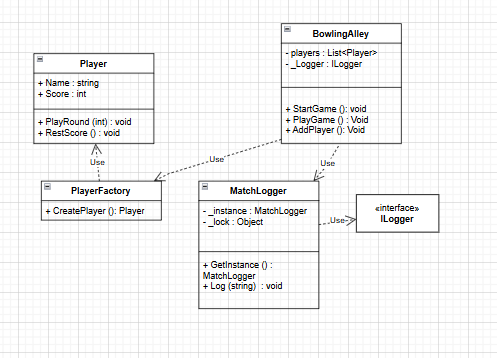 BowlingAlley
- players : List<Player>
- _Logger : ILogger
+ StartGame (): void
+ PlayGame () : Void
+ AddPlayer (): Void
Player
+ Name : string
+ Score : int
+ PlayRound (int) : void
+ RestScore () : void
Use
Use
Use
PlayerFactory
+ CreatePlayer (): Player
MatchLogger
- _instance : MatchLogger
- _lock : Object
+ GetInstance () :
MatchLogger
+ Log (string) : void
Use
«interface»
ILogger